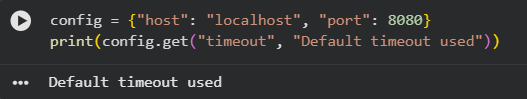 config = {"host": "localhost", "port": 8080}
print(config.get("timeout", "Default timeout used"))
Default timeout used